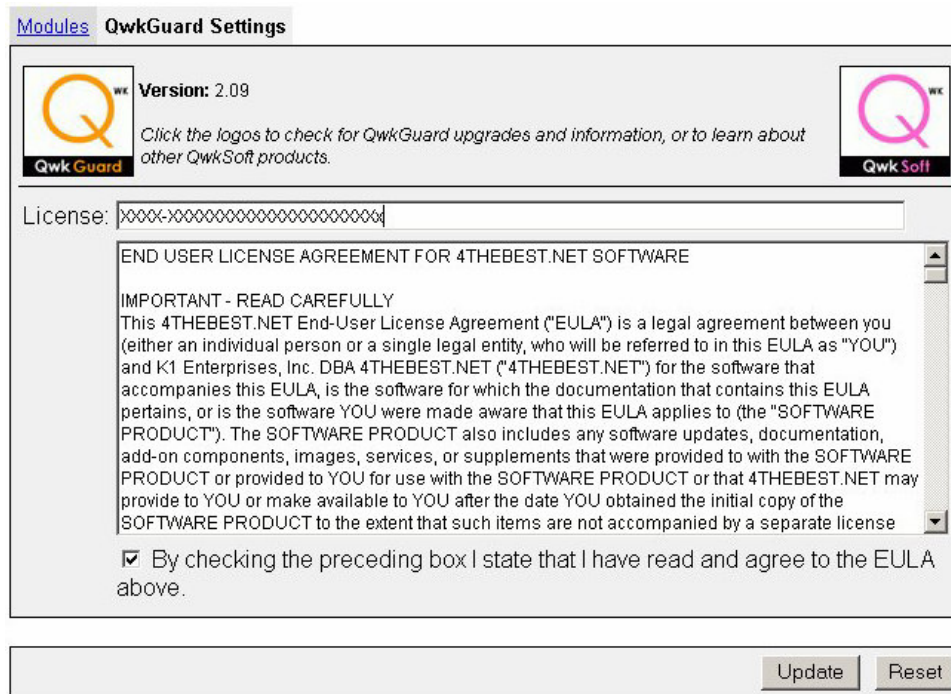 Modules QwkGuard Settings
Q WK
Qwk Guard
Version: 2.09
Click the logos to check for QwkGuard upgrades and information, or to learn about
other QwkSoft products.
Q WK
Qwk Soft
License: XXXX-XXXXXXXXXXXXXXXXXXXXx
END USER LICENSE AGREEMENT FOR 4THEBEST.NET SOFTWARE
IMPORTANT - READ CAREFULLY
This 4THEBEST.NET End-User License Agreement ("EULA") is a legal agreement between you
(either an individual person or a single legal entity, who will be referred to in this EULA as "YOU")
and K1 Enterprises, Inc. DBA 4THEBEST.NET ("4THEBEST.NET") for the software that
accompanies this EULA, is the software for which the documentation that contains this EULA
pertains, or is the software YOU were made aware that this EULA applies to (the "SOFTWARE
PRODUCT"). The SOFTWARE PRODUCT also includes any software updates, documentation,
add-on components, images, services, or supplements that were provided to with the SOFTWARE
PRODUCT or provided to YOU for use with the SOFTWARE PRODUCT or that 4THEBEST.NET may
provide to YOU or make available to YOU after the date YOU obtained the initial copy of the
SOFTWARE PRODUCT to the extent that such items are not accompanied by a separate license
By checking the preceding box I state that I have read and agree to the EULA
above.
Update Reset